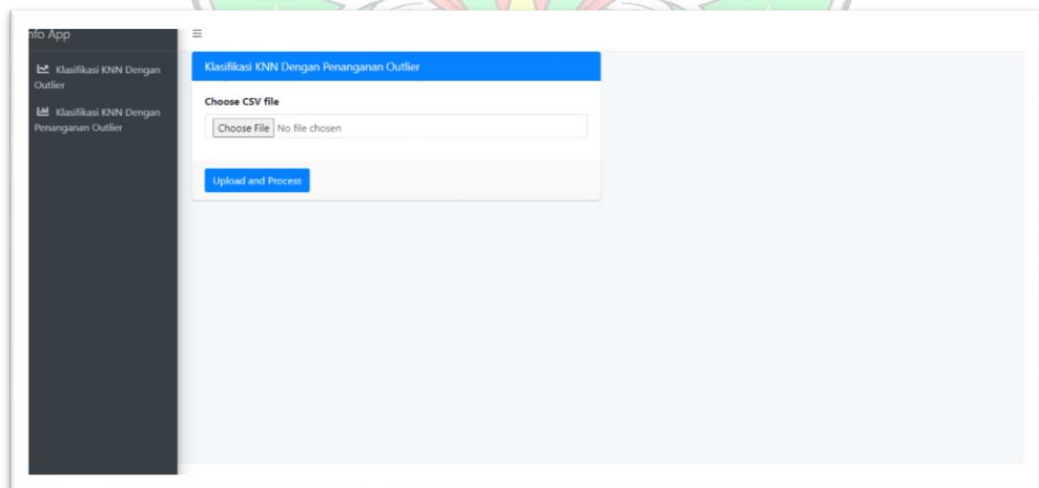 nfo App
Klasifikasi KNN Dengan
Outlier
Klasifikasi KNN Dengan
Penanganan Outlier
Klasifikasi KNN Dengan Penanganan Outlier
Choose CSV file
Choose File No file chosen
Upload and Process